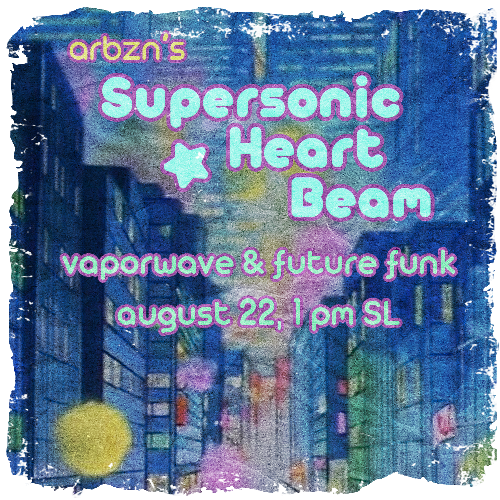 arbzn's
Supersonic
Heart
Beam
vaporwave & future funk
august 22, 1 pm SL